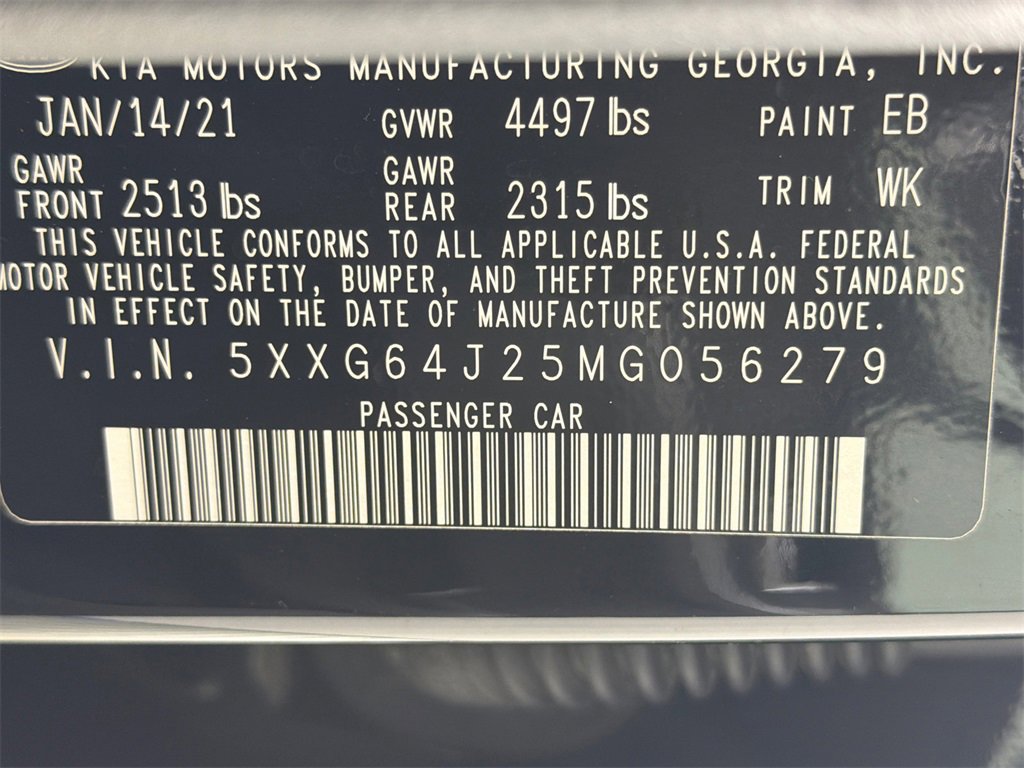 KIA MOTORS MANUFACTURING GEORGIA, INC.
JAN/14/21 GVWR 4497 lbs PAINT EB
GAWR FRONT 2513 lbs GAWR REAR 2315 lbs TRIM WK
THIS VEHICLE CONFORMS TO ALL APPLICABLE U.S.A. FEDERAL
MOTOR VEHICLE SAFETY, BUMPER, AND THEFT PREVENTION STANDARDS
IN EFFECT ON THE DATE OF MANUFACTURE SHOWN ABOVE.
V.I.N. 5XXG64J25MG056279
PASSENGER CAR